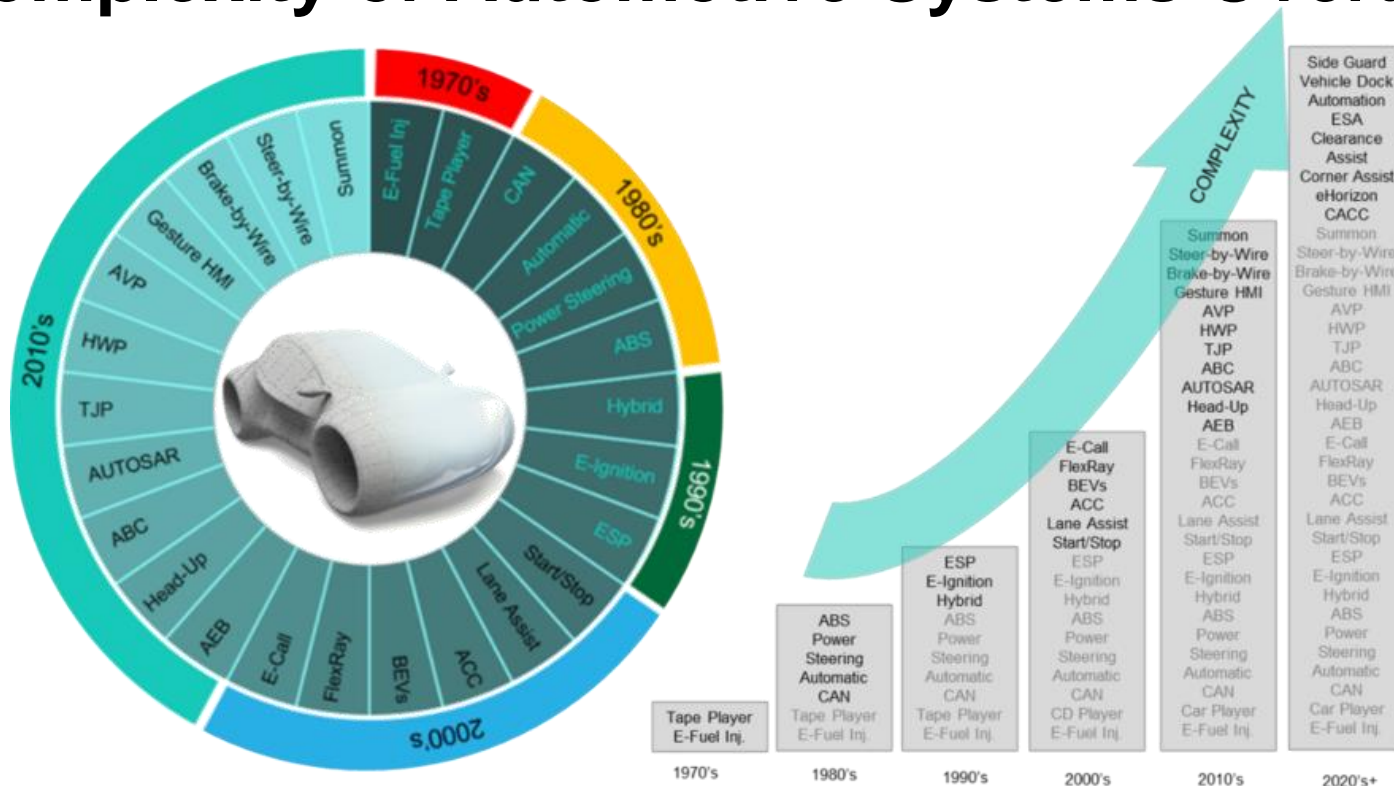 Complexity of Automotive Systems Over
1970's
1980's
1990's
2000's
2010's
E-Fuel Inj
Tape Player
CAN
Automatic
Power Steering
ABS
Hybrid
E-Ignition
ESP
Start/Stop
Lane Assist
ACC
BEVs
FlexRay
E-Call
AEB
Head-Up
ABC
AUTOSAR
TJP
HWP
AVP
Gesture HMI
Brake-by-Wire
Steer-by-Wire
Summon
COMPLEXITY
Tape Player
E-Fuel Inj.
1970's
ABS
Power
Steering
Automatic
CAN
Tape Player
E-Fuel Inj.
1980's
ESP
E-Ignition
Hybrid
ABS
Power
Steering
Automatic
CAN
Tape Player
E-Fuel Inj.
1990's
E-Call
FlexRay
BEVs
ACC
Lane Assist
Start/Stop
ESP
E-Ignition
Hybrid
ABS
Power
Steering
Automatic
CAN
CD Player
E-Fuel Inj.
2000's
Summon
Steer-by-Wire
Brake-by-Wire
Gesture HMI
AVP
HWP
TJP
ABC
AUTOSAR
Head-Up
AEB
E-Call
FlexRay
BEVs
ACC
Lane Assist
Start/Stop
ESP
E-Ignition
Hybrid
ABS
Power
Steering
Automatic
CAN
Car Player
E-Fuel Inj.
2010's
Side Guard
Vehicle Dock
Automation
ESA
Clearance
Assist
Corner Assist
eHorizon
CACC
Summon
Steer-by-Wire
Brake-by-Wire
Gesture HMI
AVP
HWP
TJP
ABC
AUTOSAR
Head-Up
AEB
E-Call
FlexRay
BEVs
ACC
Lane Assist
Start/Stop
ESP
E-Ignition
Hybrid
ABS
Power
Steering
Automatic
CAN
Car Player
E-Fuel Inj.
2020's+